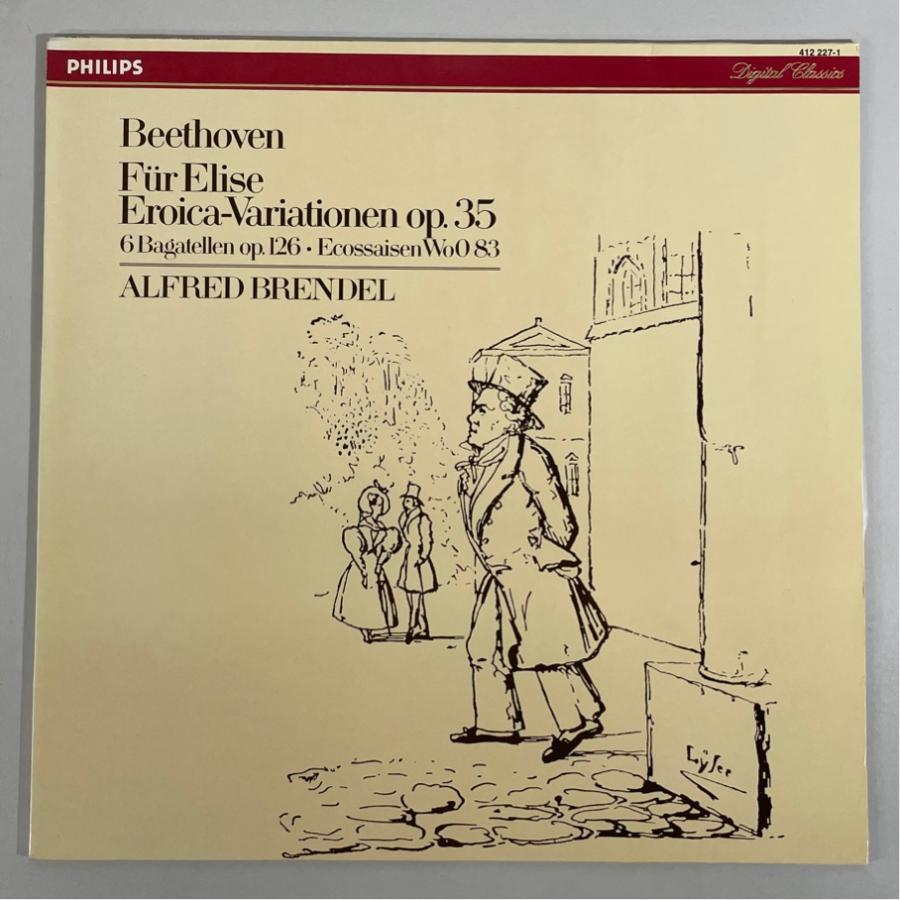 412 227-1
PHILIPS
Digital Classics
Beethoven
Für Elise
Eroica-Variationen op. 35
6 Bagatellen op. 126 • Ecossaisen WoO 83
ALFRED BRENDEL
Lÿser